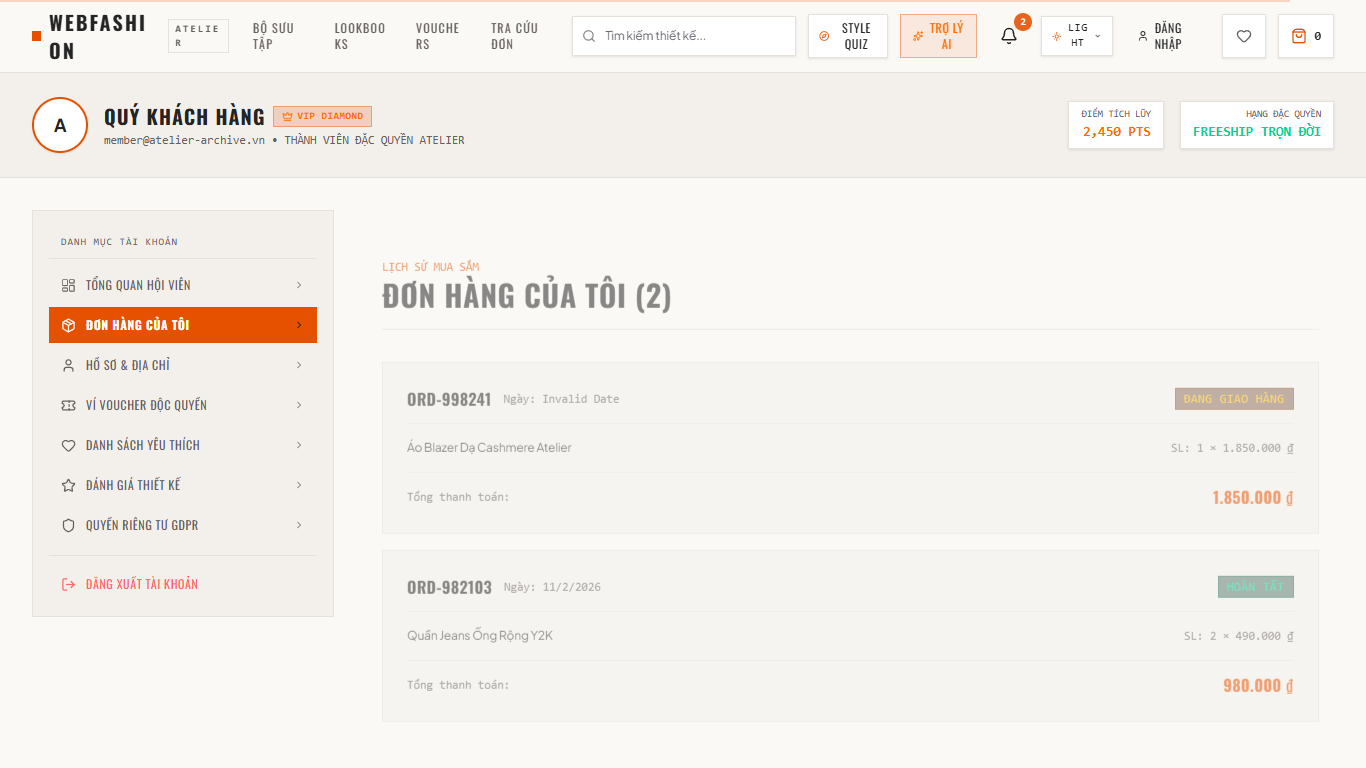 WEBFASHI
ON
ATELIE
R
BỘ SƯU
TẬP
LOOKBOO
KS
VOUCHE
RS
TRA CỨU
ĐƠN
Tìm kiếm thiết kế...
STYLE
QUIZ
TRỢ LÝ
AI
2
LIG
HT
ĐĂNG
NHẬP
0
A
QUÝ KHÁCH HÀNG
VIP DIAMOND
member@atelier-archive.vn • THÀNH VIÊN ĐẶC QUYỀN ATELIER
ĐIỂM TÍCH LŨY
2,450 PTS
HẠNG ĐẶC QUYỀN
FREESHIP TRỌN ĐỜI
DANH MỤC TÀI KHOẢN
TỔNG QUAN HỘI VIÊN
ĐƠN HÀNG CỦA TÔI
HỒ SƠ & ĐỊA CHỈ
VÍ VOUCHER ĐỘC QUYỀN
DANH SÁCH YÊU THÍCH
ĐÁNH GIÁ THIẾT KẾ
QUYỀN RIÊNG TƯ GDPR
ĐĂNG XUẤT TÀI KHOẢN
LỊCH SỬ MUA SẮM
ĐƠN HÀNG CỦA TÔI (2)
ORD-998241 Ngày: Invalid Date
ĐANG GIAO HÀNG
Áo Blazer Dạ Cashmere Atelier
SL: 1 × 1.850.000 ₫
Tổng thanh toán:
1.850.000 ₫
ORD-982103 Ngày: 11/2/2026
HOÀN TẤT
Quần Jeans Ống Rộng Y2K
SL: 2 × 490.000 ₫
Tổng thanh toán:
980.000 ₫